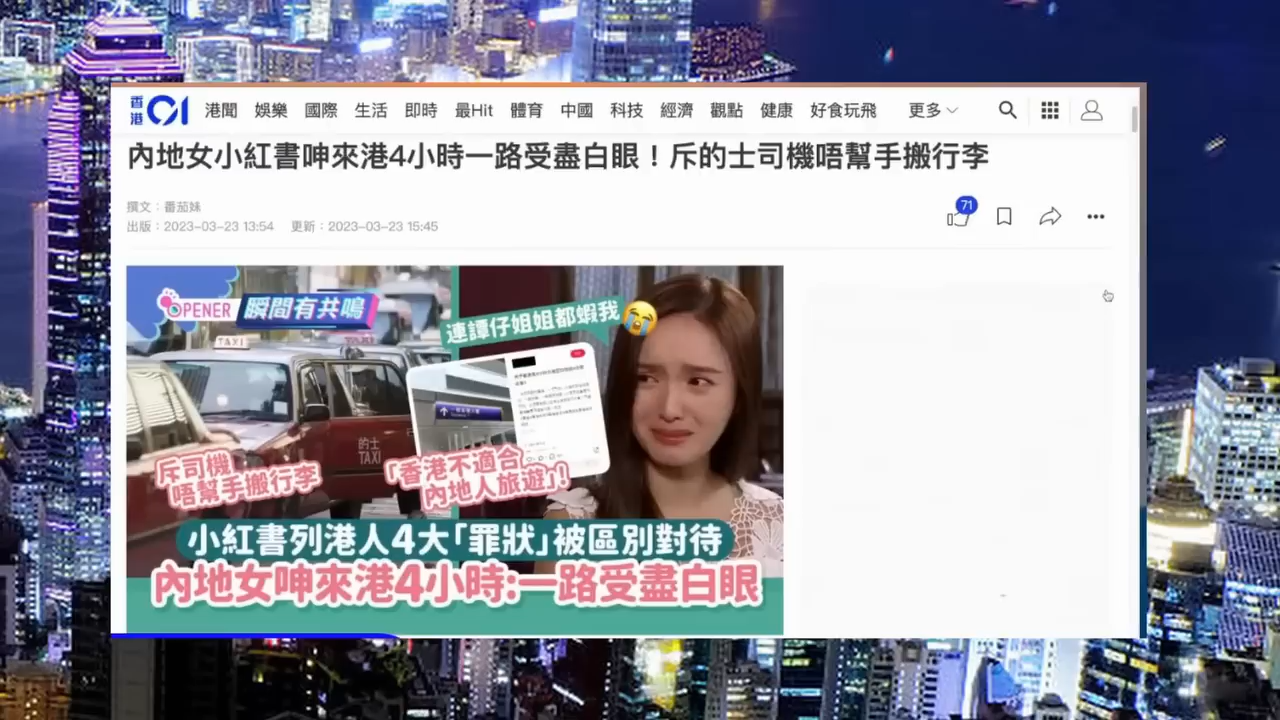 香港01
港聞 娛樂 國際 生活 即時 最Hit 體育 中國 科技 經濟 觀點 健康 好食玩飛 更多
內地女小紅書呻來港4小時一路受盡白眼！斥的士司機唔幫手搬行李
撰文：番茄妹
出版：2023-03-23 13:54 更新：2023-03-23 15:45
71
OPENER 瞬間有共鳴
連譚仔姐姐都蝦我
TAXI
的士
TAXI
斥司機
唔幫手搬行李
「香港不適合
內地人旅遊」!
小紅書列港人4大「罪狀」被區別對待
內地女呻來港4小時:一路受盡白眼